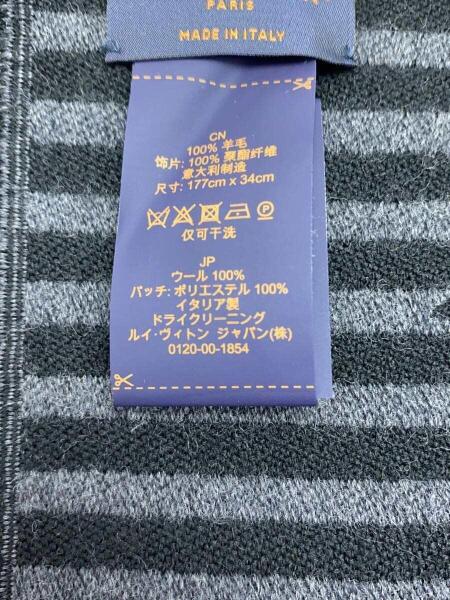 PARIS
MADE IN ITALY
CN
100% 羊毛
饰片: 100% 聚酯纤维
意大利制造
尺寸: 177cm x 34cm
仅可干洗
JP
ウール 100%
パッチ: ポリエステル 100%
イタリア製
ドライクリーニング
ルイ·ヴィトン ジャパン(株)
0120-00-1854